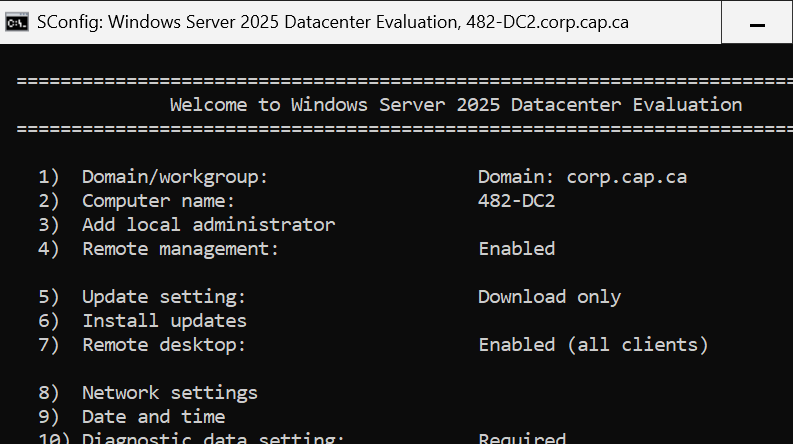 SConfig: Windows Server 2025 Datacenter Evaluation, 482-DC2.corp.cap.ca
================================================================================
Welcome to Windows Server 2025 Datacenter Evaluation
================================================================================
1) Domain/workgroup: Domain: corp.cap.ca
2) Computer name: 482-DC2
3) Add local administrator
4) Remote management: Enabled
5) Update setting: Download only
6) Install updates
7) Remote desktop: Enabled (all clients)
8) Network settings
9) Date and time
10) Diagnostic data setting: Required